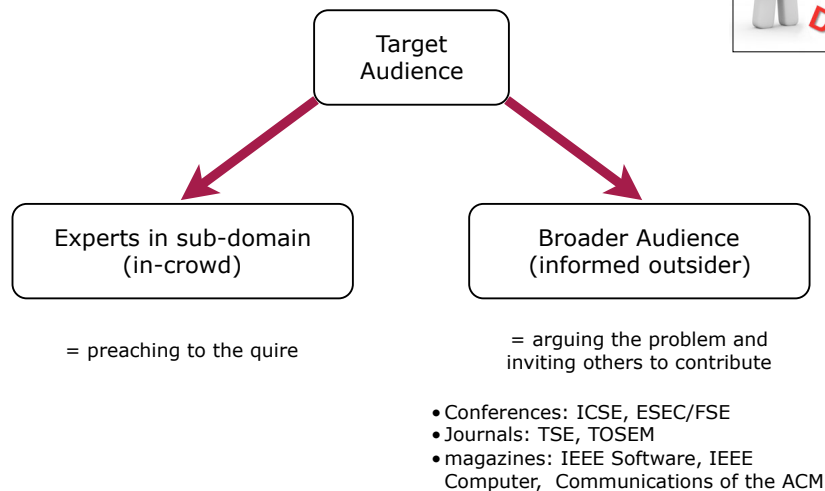 Target
Audience
Experts in sub-domain
(in-crowd)
Broader Audience
(informed outsider)
= preaching to the quire
= arguing the problem and
inviting others to contribute
• Conferences: ICSE, ESEC/FSE
• Journals: TSE, TOSEM
• magazines: IEEE Software, IEEE
Computer, Communications of the ACM